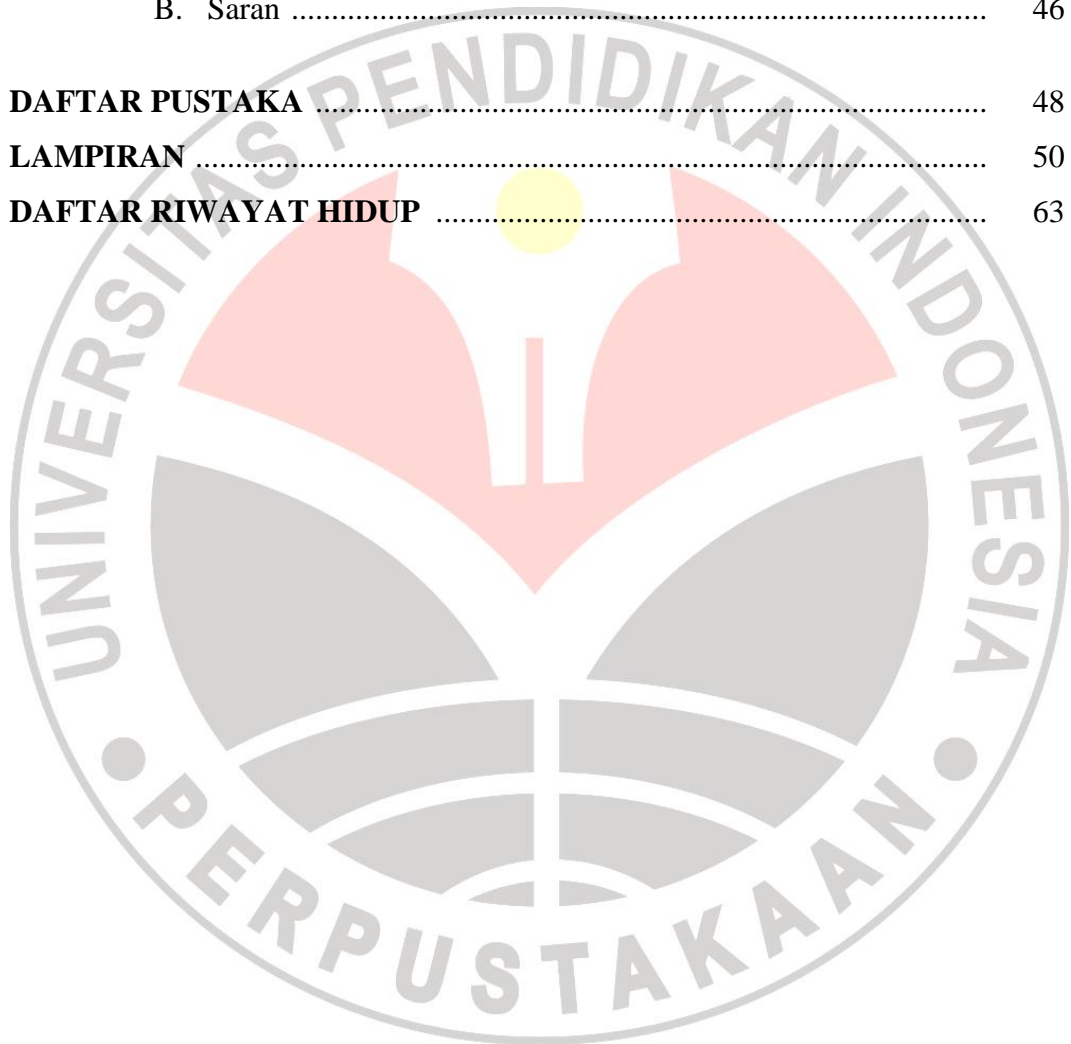 B. Saran ........................................................................................ 46
DAFTAR PUSTAKA ..................................................................................... 48
LAMPIRAN .................................................................................................... 50
DAFTAR RIWAYAT HIDUP ...................................................................... 63
UNIVERSITAS PENDIDIKAN INDONESIA
PERPUSTAKAAN